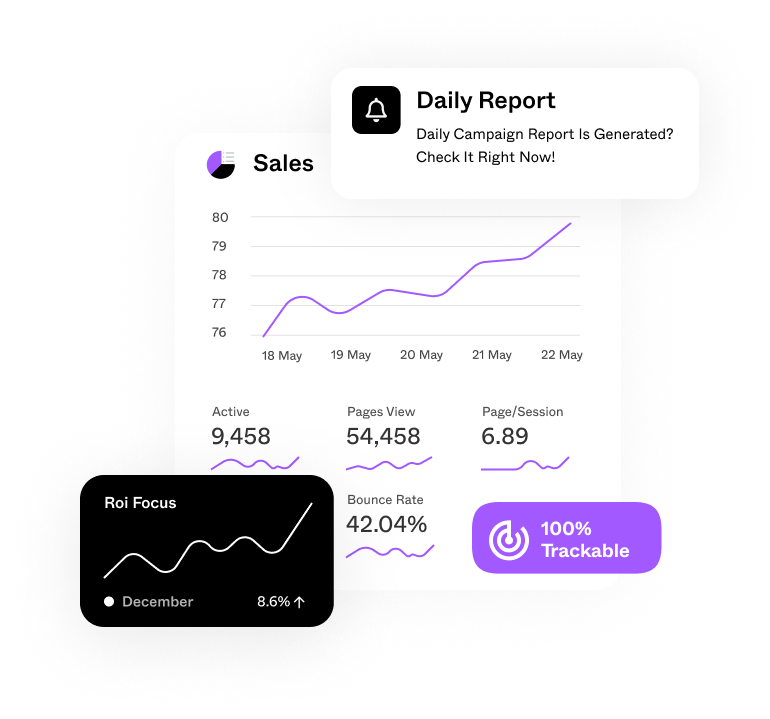 Daily Report
Daily Campaign Report Is Generated?
Check It Right Now!
Sales
80
79
78
77
76
18 May 19 May 20 May 21 May 22 May
Active
9,458
Pages View
54,458
Page/Session
6.89
Roi Focus
December 8.6%↑
Bounce Rate
42.04%
100%
Trackable